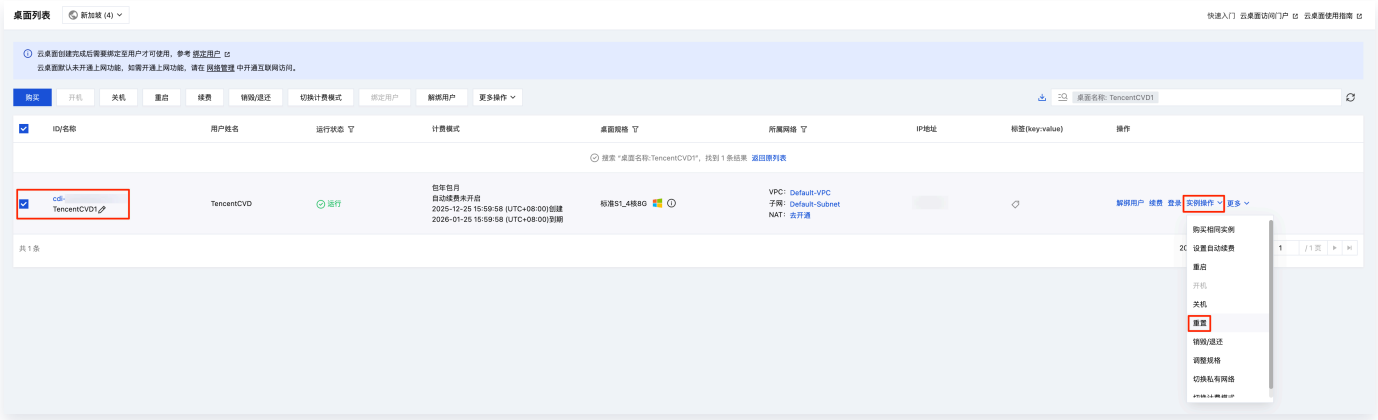 桌面列表 新加坡 (4) 快速入门 云桌面访问门户 云桌面使用指南
云桌面创建完成后需要绑定至用户才可使用，参考 绑定用户
云桌面默认未开通上网功能，如需开通上网功能，请在 网络管理 中开通互联网访问。
购买 开机 关机 重启 续费 销毁/退还 切换计费模式 绑定用户 解绑用户 更多操作 桌面名称: TencentCVD1
ID/名称 用户姓名 运行状态 计费模式 桌面规格 所属网络 IP地址 标签(key:value) 操作
搜索 "桌面名称:TencentCVD1"，找到 1 条结果 返回原列表
包年包月
自动续费未开启
2025-12-25 15:59:58 (UTC+08:00)创建
2026-01-25 15:59:58 (UTC+08:00)到期
cdi-
TencentCVD1
TencentCVD
运行
标准S1_4核8G
VPC: Default-VPC
子网: Default-Subnet
NAT: 去开通
解绑用户 续费 登录 实例操作 更多
共 1 条
20
1 / 1 页
购买相同实例
设置自动续费
重启
开机
关机
重置
销毁/退还
调整规格
切换私有网络
切换计费模式